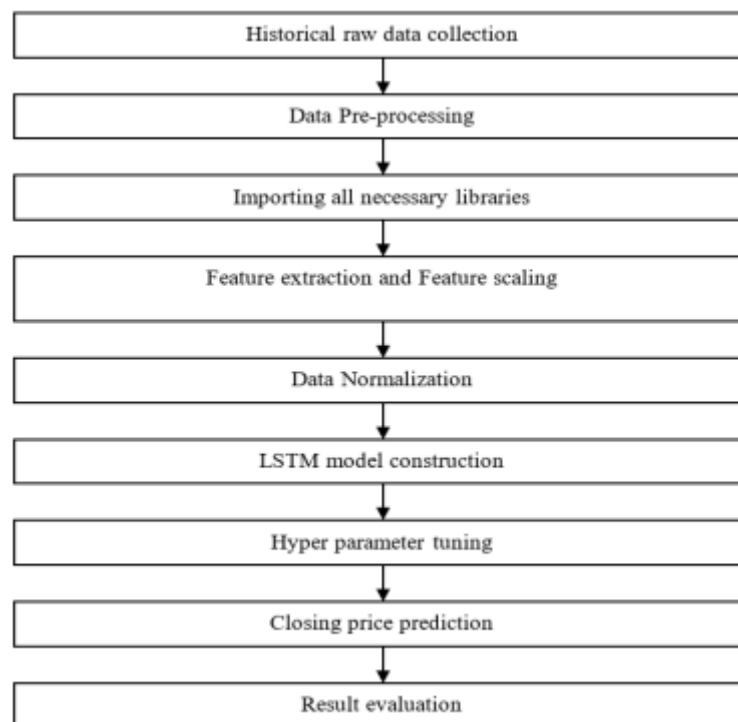 Historical raw data collection
Data Pre-processing
Importing all necessary libraries
Feature extraction and Feature scaling
Data Normalization
LSTM model construction
Hyper parameter tuning
Closing price prediction
Result evaluation